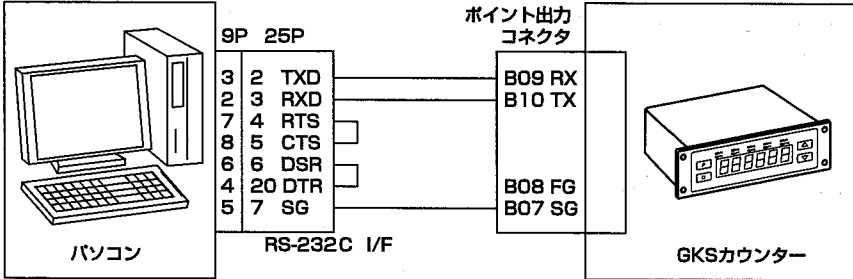 ポイント出力
コネクタ
9P 25P
3 2 TXD
2 3 RXD
7 4 RTS
8 5 CTS
6 6 DSR
4 20 DTR
5 7 SG
B09 RX
B10 TX
B08 FG
B07 SG
パソコン
RS-232C I/F
GKSカウンター